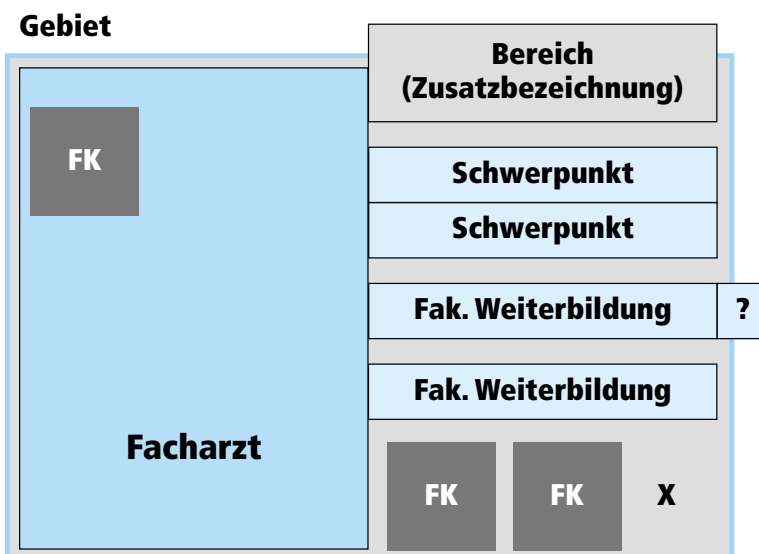 Gebiet
Bereich
(Zusatzbezeichnung)
FK
Schwerpunkt
Schwerpunkt
Fak. Weiterbildung ?
Fak. Weiterbildung
Facharzt
FK FK X